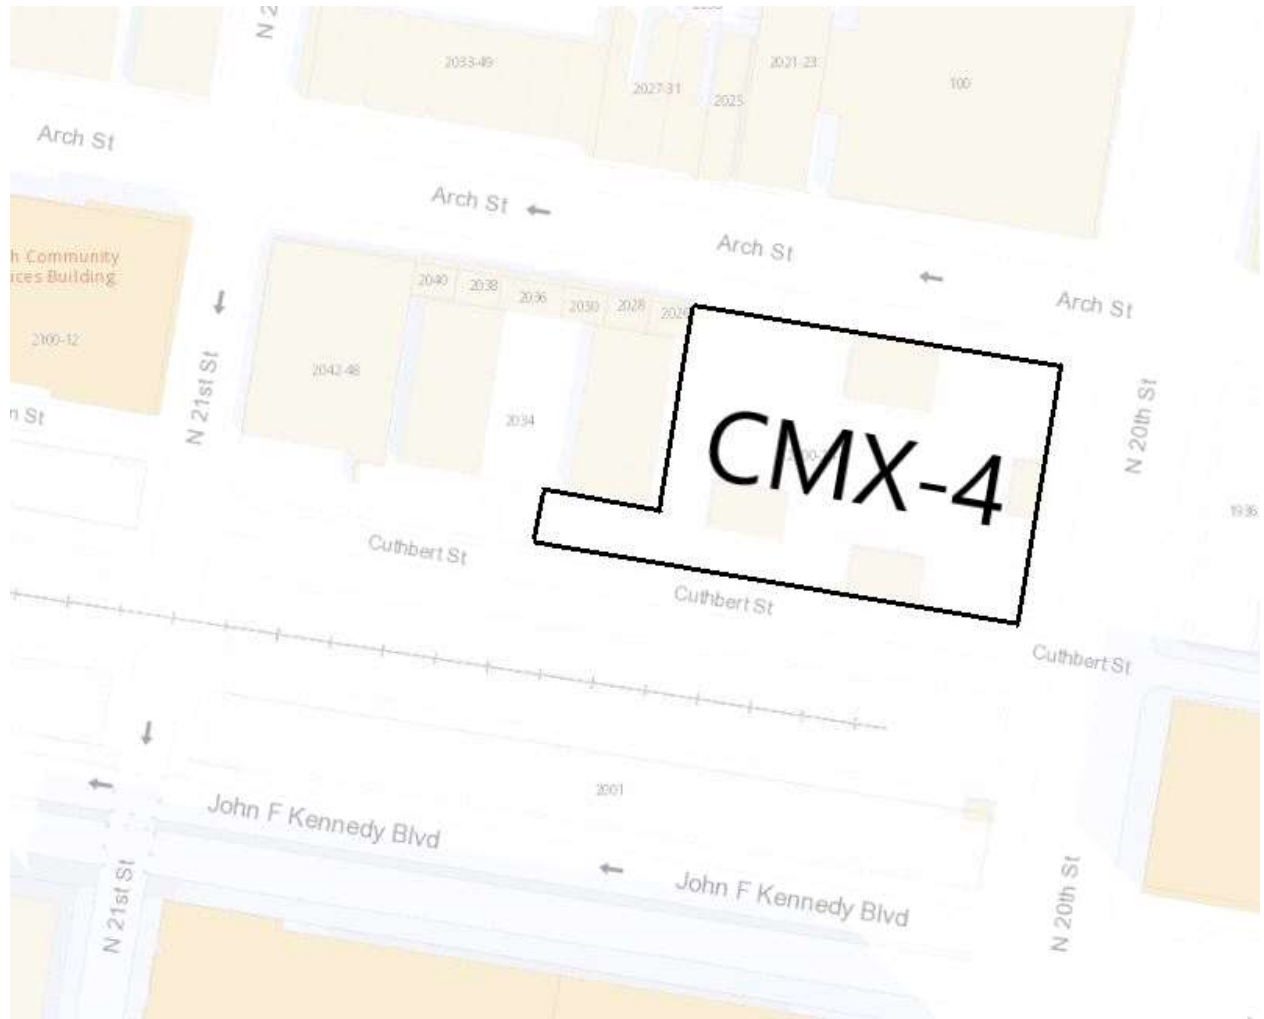 N 2
2033-49
2027-31
2025
2021-23
100
Arch St
Arch St
Arch St
Arch St
h Community
ices Building
2100-12
N 21st St
2040
2038
2036
2030
2028
2026
2042-48
2034
CMX-4
N 20th St
1936
n St
Cuthbert St
Cuthbert St
Cuthbert St
2001
John F Kennedy Blvd
John F Kennedy Blvd
N 21st St
N 20th St